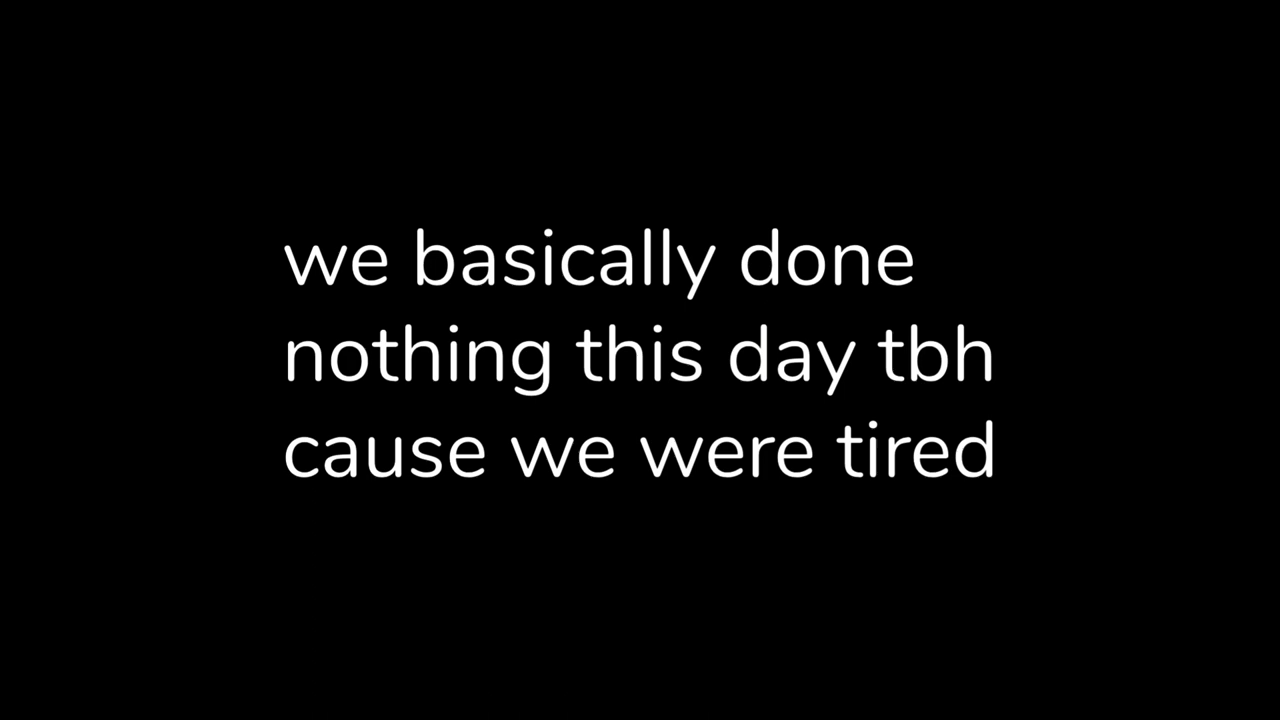 we basically done
nothing this day tbh
cause we were tired